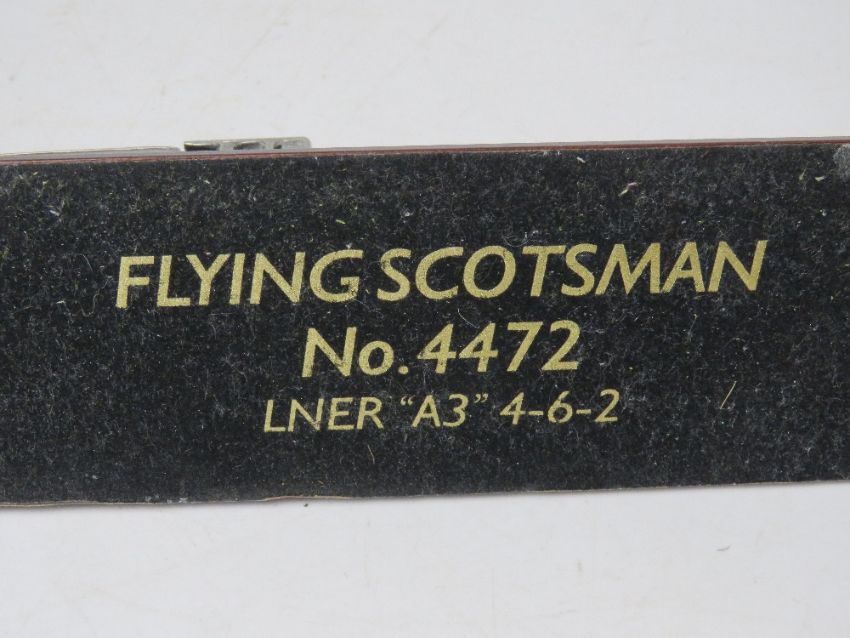 FLYING SCOTSMAN
No. 4472
LNER “A3” 4-6-2